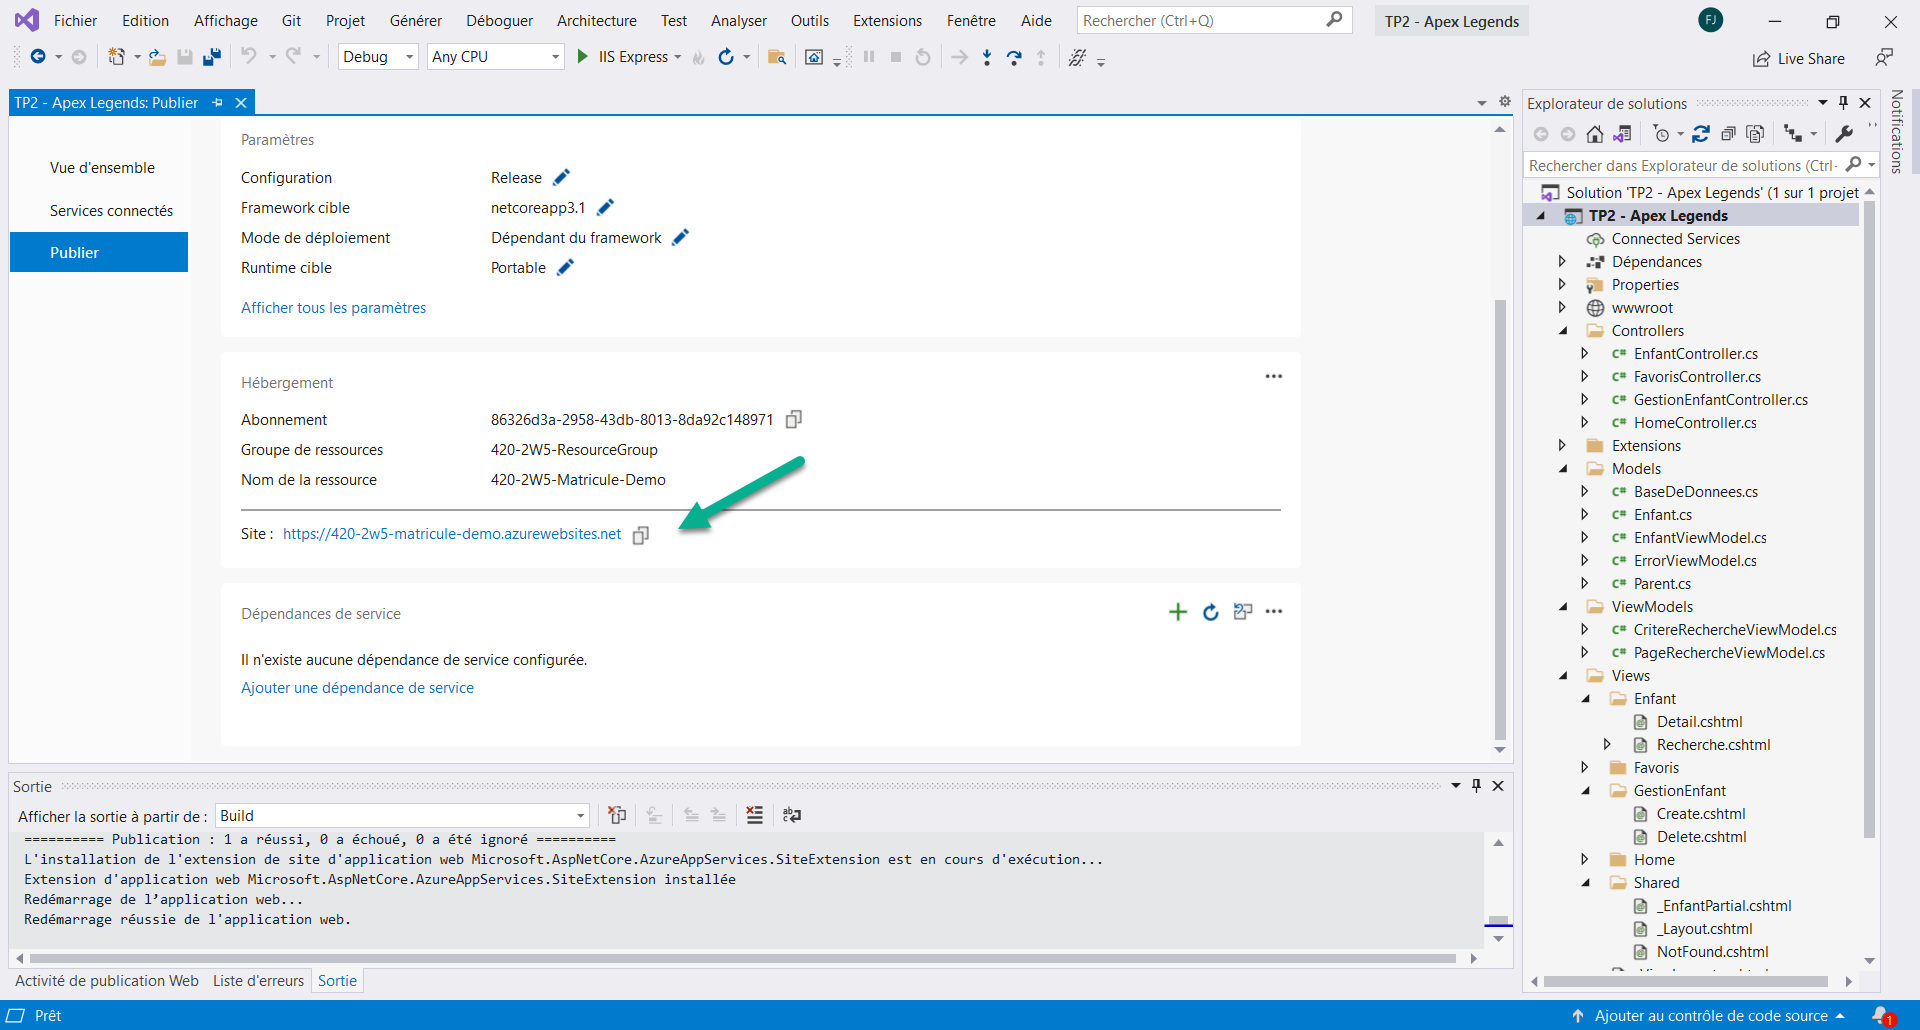 Fichier Edition Affichage Git Projet Générer Déboguer Architecture Test Analyser Outils Extensions Fenêtre Aide Rechercher (Ctrl+Q) TP2 - Apex Legends FJ
Debug Any CPU IIS Express Live Share
TP2 - Apex Legends: Publier
Vue d'ensemble
Services connectés
Publier
Paramètres
Configuration Release
Framework cible netcoreapp3.1
Mode de déploiement Dépendant du framework
Runtime cible Portable
Afficher tous les paramètres
Hébergement
Abonnement 86326d3a-2958-43db-8013-8da92c148971
Groupe de ressources 420-2W5-ResourceGroup
Nom de la ressource 420-2W5-Matricule-Demo
Site : https://420-2w5-matricule-demo.azurewebsites.net
Dépendances de service
Il n'existe aucune dépendance de service configurée.
Ajouter une dépendance de service
Sortie
Afficher la sortie à partir de : Build
========== Publication : 1 a réussi, 0 a échoué, 0 a été ignoré ==========
L'installation de l'extension de site d'application web Microsoft.AspNetCore.AzureAppServices.SiteExtension est en cours d'exécution...
Extension d'application web Microsoft.AspNetCore.AzureAppServices.SiteExtension installée
Redémarrage de l’application web...
Redémarrage réussie de l'application web.
Activité de publication Web Liste d'erreurs Sortie
Explorateur de solutions
Rechercher dans Explorateur de solutions (Ctrl-
Solution 'TP2 - Apex Legends' (1 sur 1 projet
TP2 - Apex Legends
Connected Services
Dépendances
Properties
wwwroot
Controllers
C# EnfantController.cs
C# FavorisController.cs
C# GestionEnfantController.cs
C# HomeController.cs
Extensions
Models
C# BaseDeDonnees.cs
C# Enfant.cs
C# EnfantViewModel.cs
C# ErrorViewModel.cs
C# Parent.cs
ViewModels
C# CritereRechercheViewModel.cs
C# PageRechercheViewModel.cs
Views
Enfant
Detail.cshtml
Recherche.cshtml
Favoris
GestionEnfant
Create.cshtml
Delete.cshtml
Home
Shared
_EnfantPartial.cshtml
_Layout.cshtml
NotFound.cshtml
Notifications
Prêt Ajouter au contrôle de code source 1